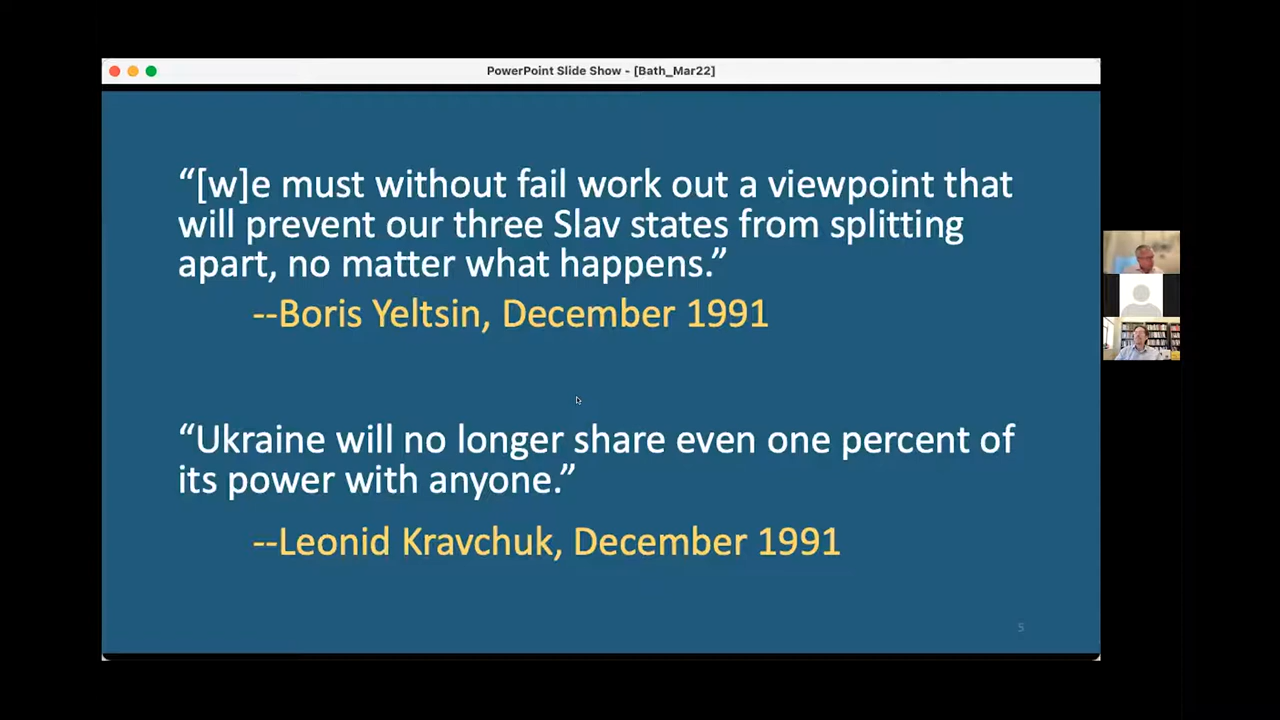 PowerPoint Slide Show - [Bath_Mar22]
“[w]e must without fail work out a viewpoint that
will prevent our three Slav states from splitting
apart, no matter what happens.”
--Boris Yeltsin, December 1991
“Ukraine will no longer share even one percent of
its power with anyone.”
--Leonid Kravchuk, December 1991
5